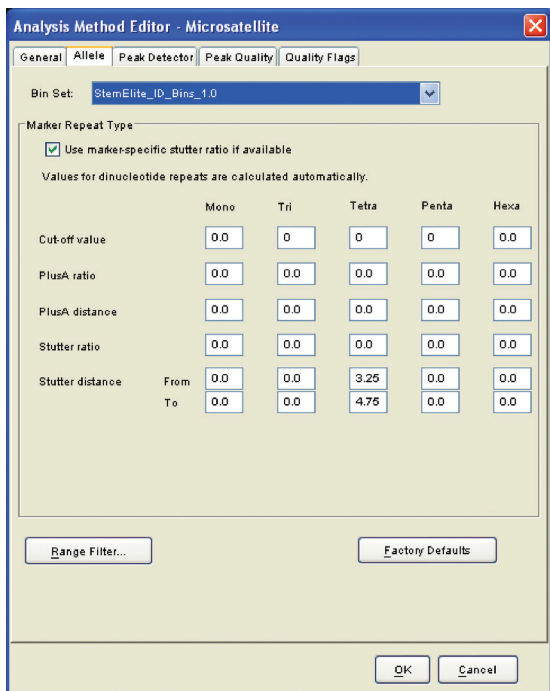 Analysis Method Editor - Microsatellite
General Allele Peak Detector Peak Quality Quality Flags
Bin Set: StemElite_ID_Bins_1.0
Marker Repeat Type
Use marker-specific stutter ratio if available
Values for dinucleotide repeats are calculated automatically.
Mono Tri Tetra Penta Hexa
Cut-off value 0.0 0 0 0 0.0
PlusA ratio 0.0 0.0 0.0 0.0 0.0
PlusA distance 0.0 0.0 0.0 0.0 0.0
Stutter ratio 0.0 0.0 0.0 0.0 0.0
Stutter distance From 0.0 0.0 3.25 0.0 0.0
To 0.0 0.0 4.75 0.0 0.0
Range Filter... Factory Defaults
OK Cancel